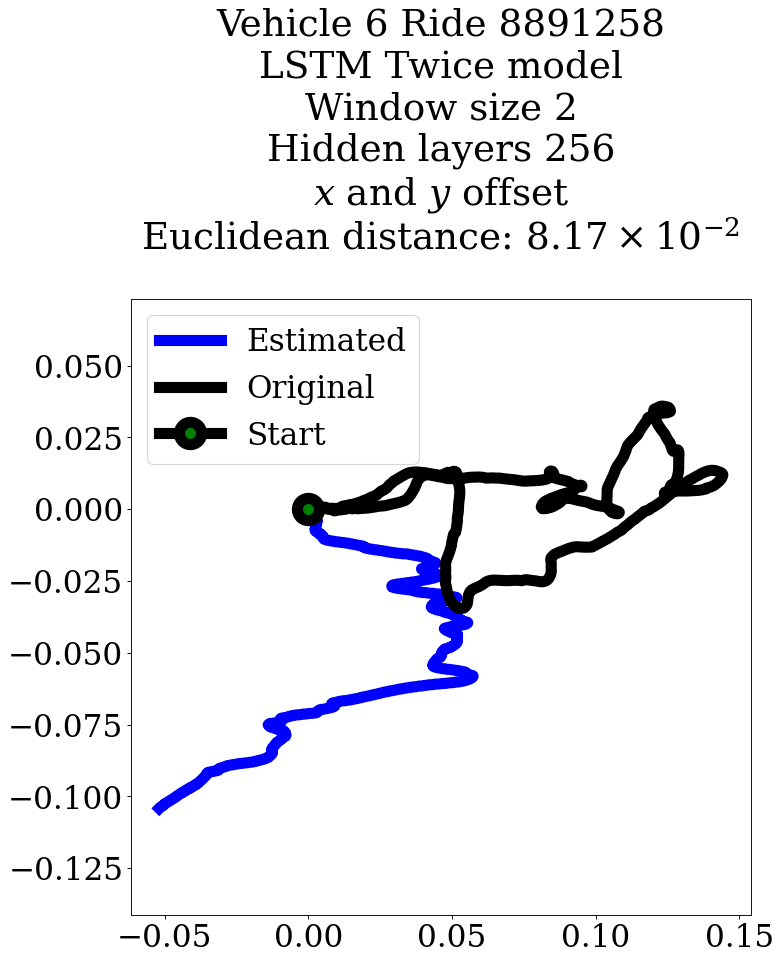 Vehicle 6 Ride 8891258
LSTM Twice model
Window size 2
Hidden layers 256
x and y offset
Euclidean distance: 8.17 × 10⁻²
Estimated
Original
Start
0.050
0.025
0.000
−0.025
−0.050
−0.075
−0.100
−0.125
−0.05 0.00 0.05 0.10 0.15